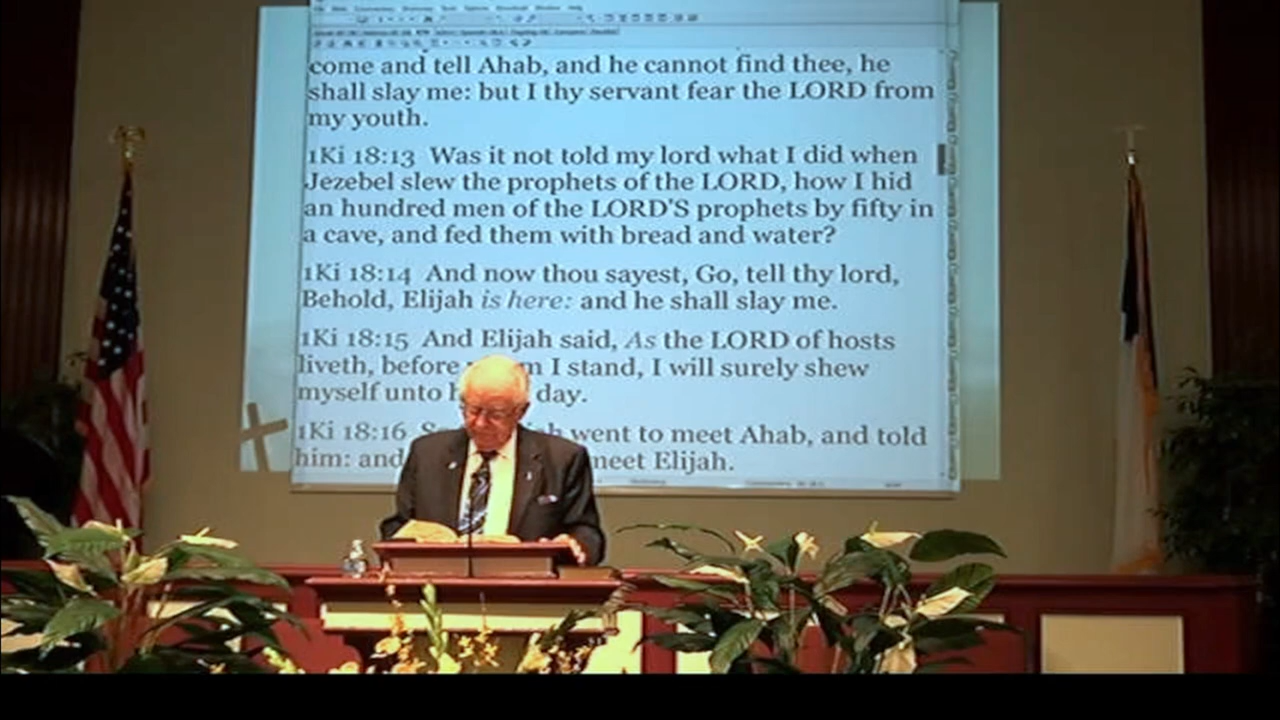 come and tell Ahab, and he cannot find thee, he
shall slay me: but I thy servant fear the LORD from
my youth.
1Ki 18:13 Was it not told my lord what I did when
Jezebel slew the prophets of the LORD, how I hid
an hundred men of the LORD'S prophets by fifty in
a cave, and fed them with bread and water?
1Ki 18:14 And now thou sayest, Go, tell thy lord,
Behold, Elijah is here: and he shall slay me.
1Ki 18:15 And Elijah said, As the LORD of hosts
liveth, before I stand, I will surely shew
myself unto day.
1Ki 18:16 went to meet Ahab, and told
him: and meet Elijah.